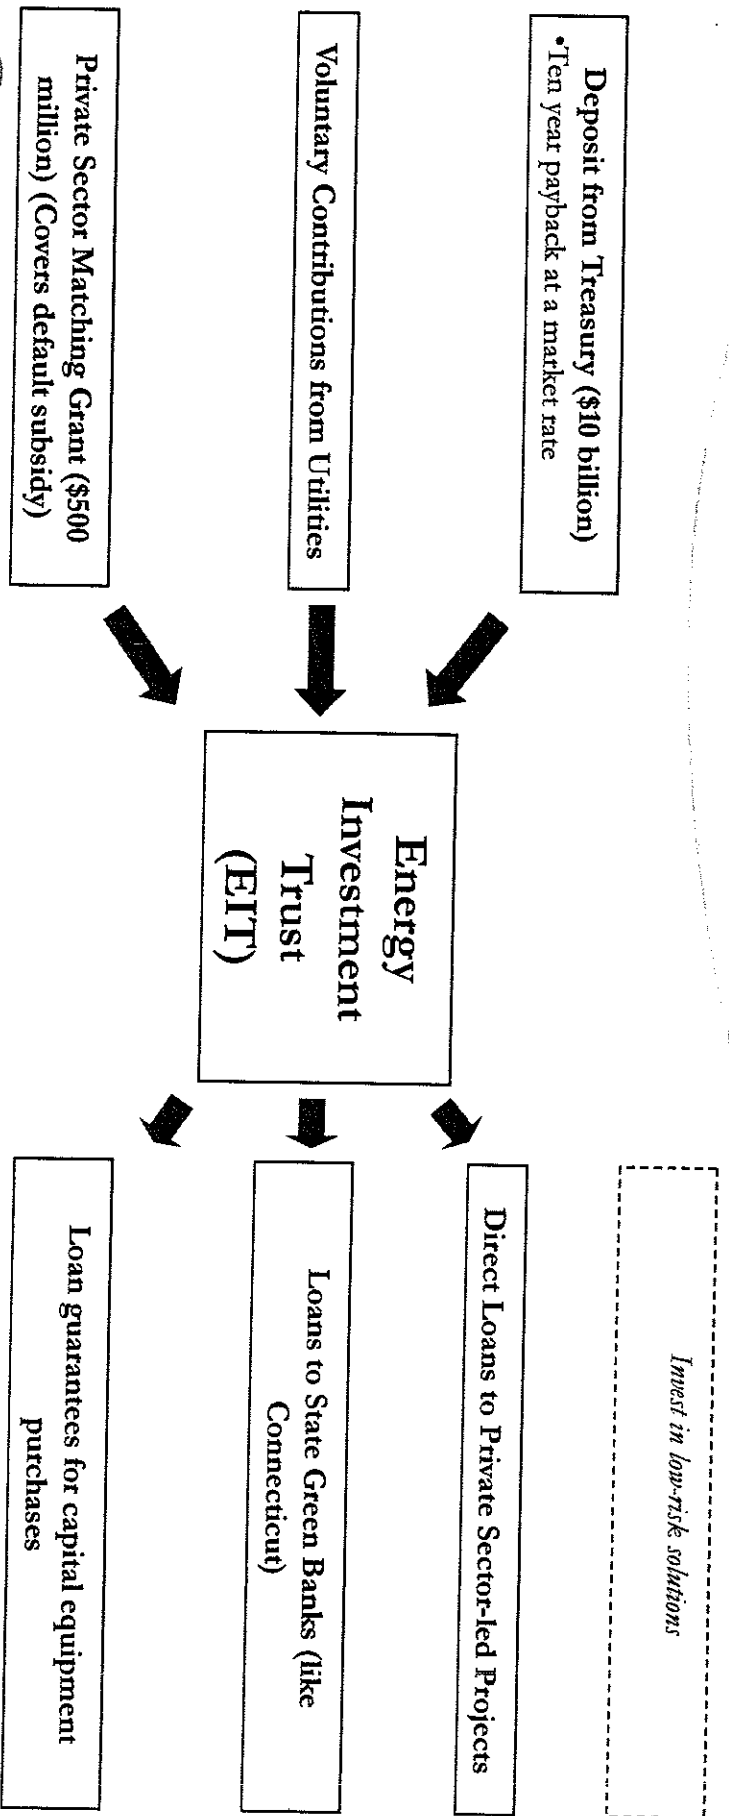 Deposit from Treasury ($10 billion)
•Ten year payback at a market rate
Voluntary Contributions from Utilities
Private Sector Matching Grant ($500
million) (Covers default subsidy)
Energy
Investment
Trust
(EIT)
Invest in low-risk solutions
Direct Loans to Private Sector-led Projects
Loans to State Green Banks (like
Connecticut)
Loan guarantees for capital equipment
purchases